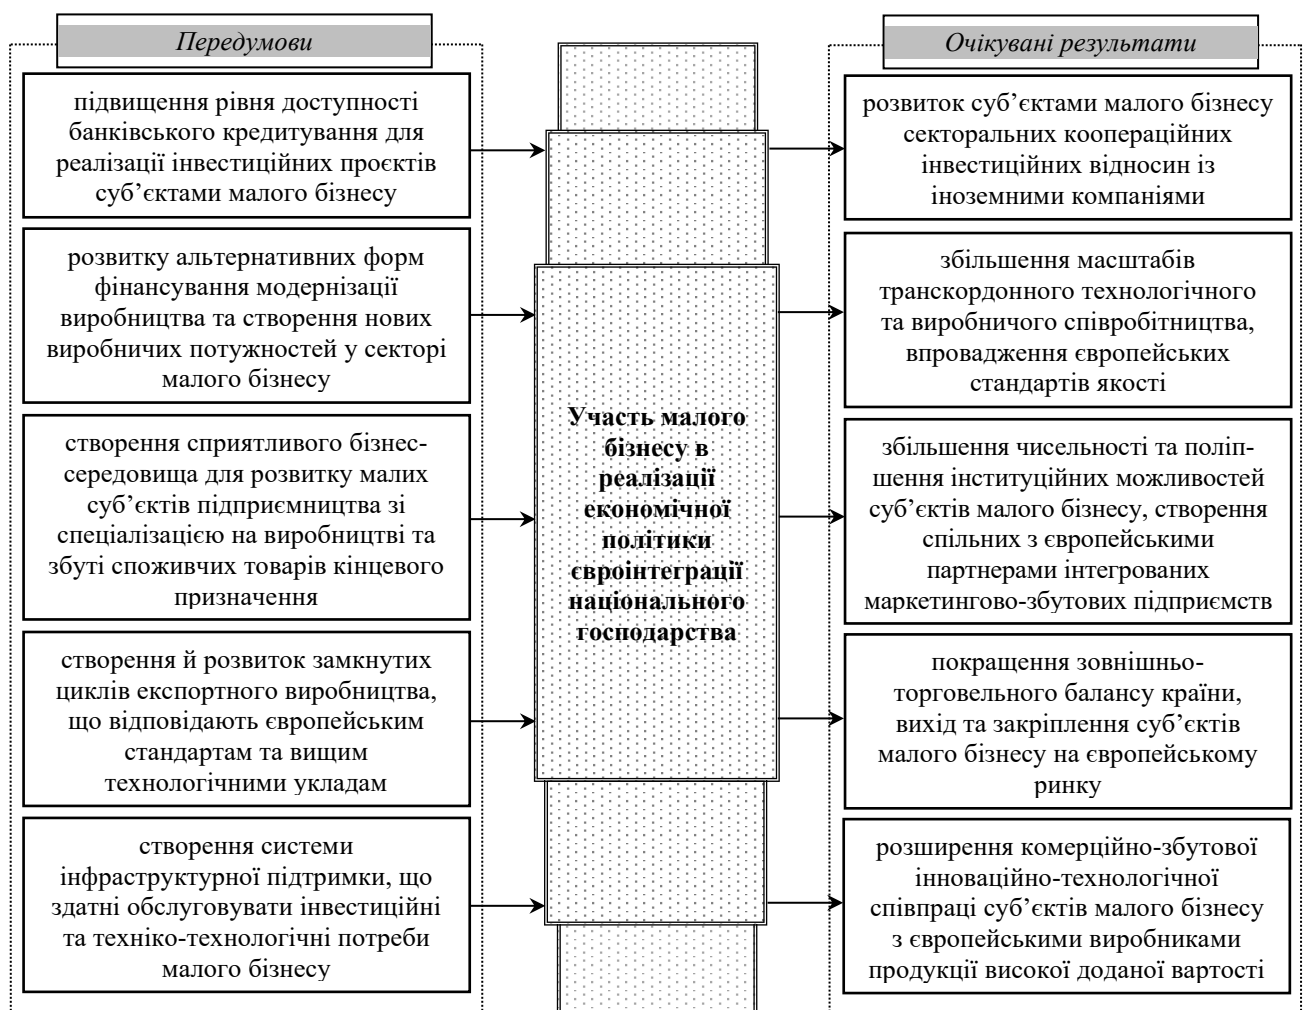 Передумови
підвищення рівня доступності
банківського кредитування для
реалізації інвестиційних проєктів
суб’єктами малого бізнесу
розвитку альтернативних форм
фінансування модернізації
виробництва та створення нових
виробничих потужностей у секторі
малого бізнесу
створення сприятливого бізнес-
середовища для розвитку малих
суб’єктів підприємництва зі
спеціалізацією на виробництві та
збуті споживчих товарів кінцевого
призначення
створення й розвиток замкнутих
циклів експортного виробництва,
що відповідають європейським
стандартам та вищим
технологічними укладам
створення системи
інфраструктурної підтримки, що
здатні обслуговувати інвестиційні
та техніко-технологічні потреби
малого бізнесу
Участь малого
бізнесу в
реалізації
економічної
політики
євроінтеграції
національного
господарства
Очікувані результати
розвиток суб’єктами малого бізнесу
секторальних коопераційних
інвестиційних відносин із
іноземними компаніями
збільшення масштабів
транскордонного технологічного
та виробничого співробітництва,
впровадження європейських
стандартів якості
збільшення чисельності та поліп-
шення інституційних можливостей
суб’єктів малого бізнесу, створення
спільних з європейськими
партнерами інтегрованих
маркетингово-збутових підприємств
покращення зовнішньо-
торговельного балансу країни,
вихід та закріплення суб’єктів
малого бізнесу на європейському
ринку
розширення комерційно-збутової
інноваційно-технологічної
співпраці суб’єктів малого бізнесу
з європейськими виробниками
продукції високої доданої вартості